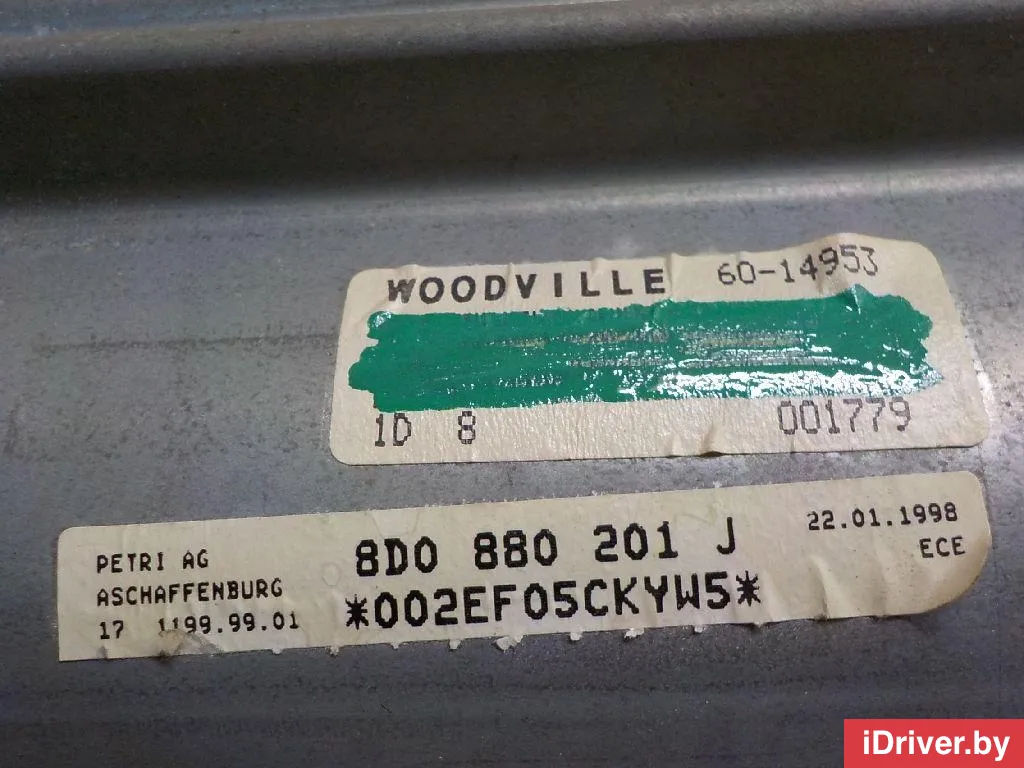 WOODVILLE 60-14953
1D 8 001779
PETRI AG 8D0 880 201 J 22.01.1998
ASCHAFFENBURG *002EF05CKYW5* ECE
17 1199.99.01
iDriver.by